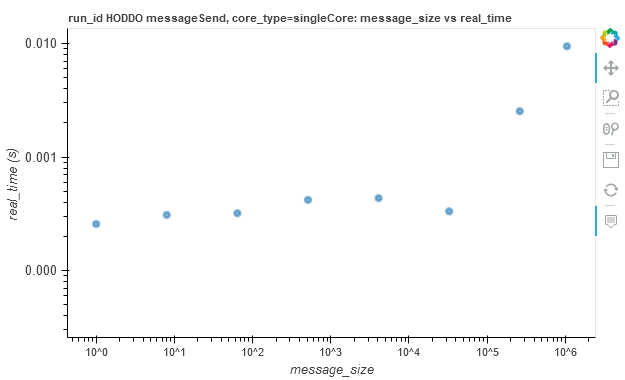 run_id HODDO messageSend, core_type=singleCore: message_size vs real_time
0.010
0.001
0.000
real_time (s)
10^0 10^1 10^2 10^3 10^4 10^5 10^6
message_size